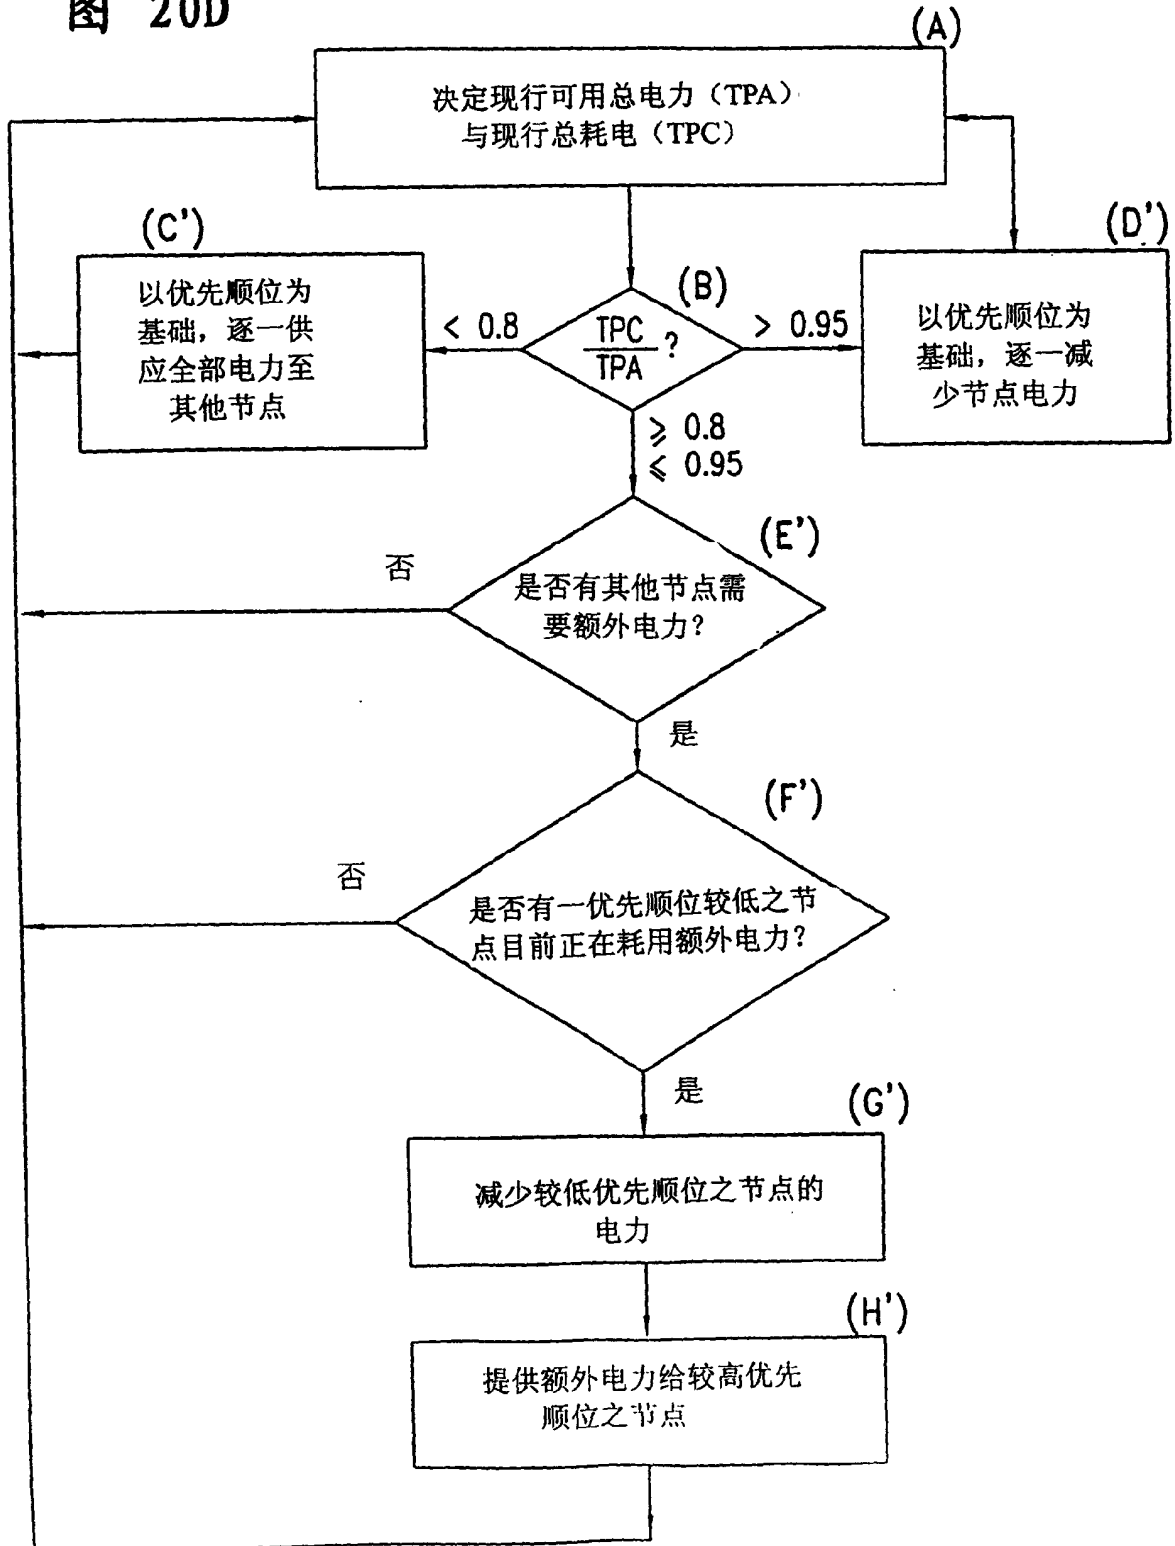 图 20D
(A)
决定现行可用总电力（TPA）
与现行总耗电（TPC）
(C')
以优先顺位为
基础，逐一供
应全部电力至
其他节点
(B)
< 0.8
TPC
TPA
?
> 0.95
(D')
以优先顺位为
基础，逐一减
少节点电力
≥ 0.8
≤ 0.95
(E')
否
是否有其他节点需
要额外电力？
是
(F')
否
是否有一优先顺位较低之节
点目前正在耗用额外电力？
是
(G')
减少较低优先顺位之节点的
电力
(H')
提供额外电力给较高优先
顺位之节点